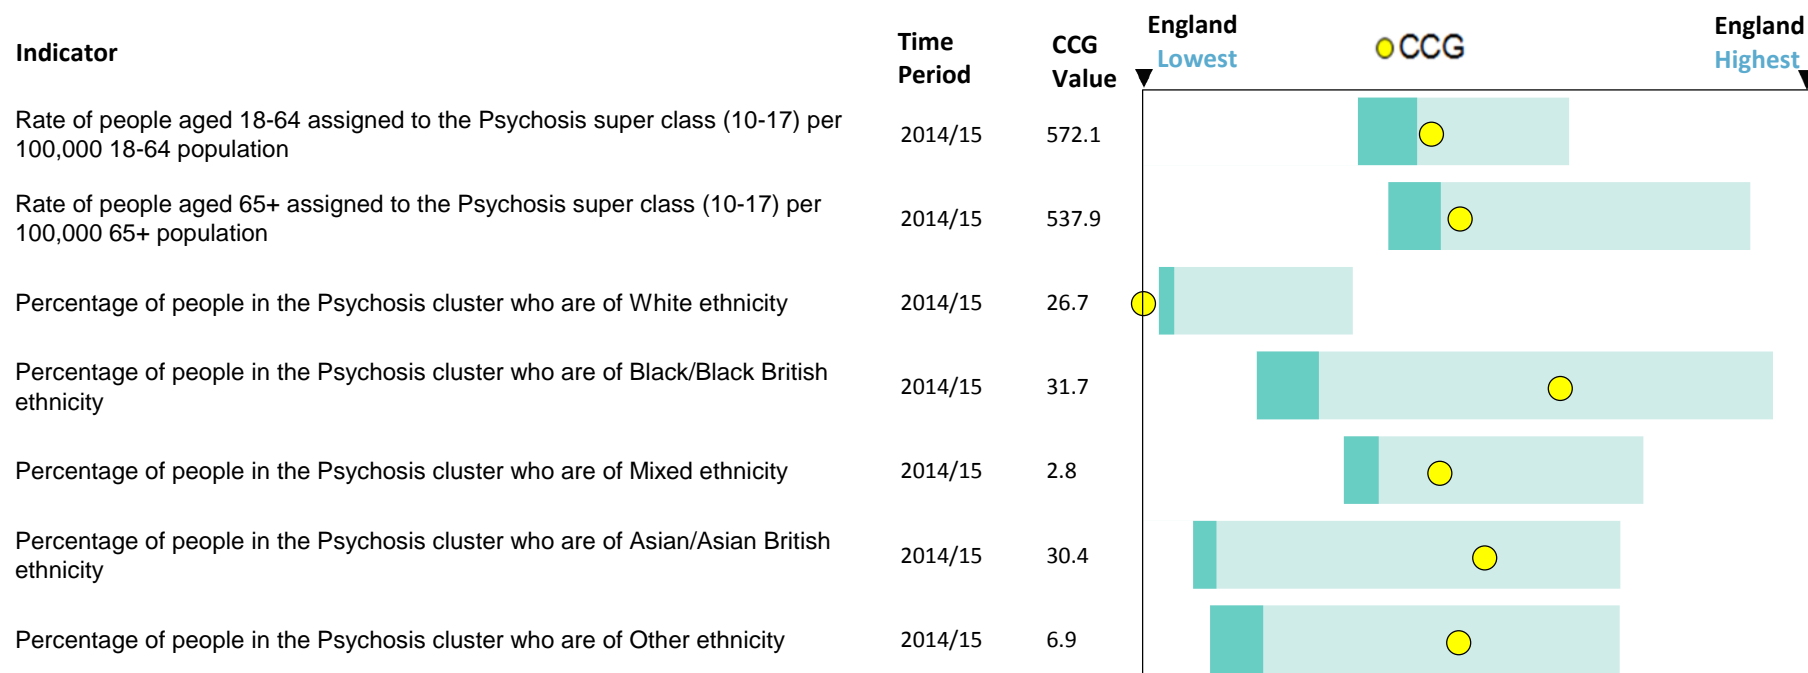 Indicator
Time Period
CCG Value
England Lowest
CCG
England Highest
Rate of people aged 18-64 assigned to the Psychosis super class (10-17) per
100,000 18-64 population
2014/15
572.1
Rate of people aged 65+ assigned to the Psychosis super class (10-17) per
100,000 65+ population
2014/15
537.9
Percentage of people in the Psychosis cluster who are of White ethnicity
2014/15
26.7
Percentage of people in the Psychosis cluster who are of Black/Black British
ethnicity
2014/15
31.7
Percentage of people in the Psychosis cluster who are of Mixed ethnicity
2014/15
2.8
Percentage of people in the Psychosis cluster who are of Asian/Asian British
ethnicity
2014/15
30.4
Percentage of people in the Psychosis cluster who are of Other ethnicity
2014/15
6.9